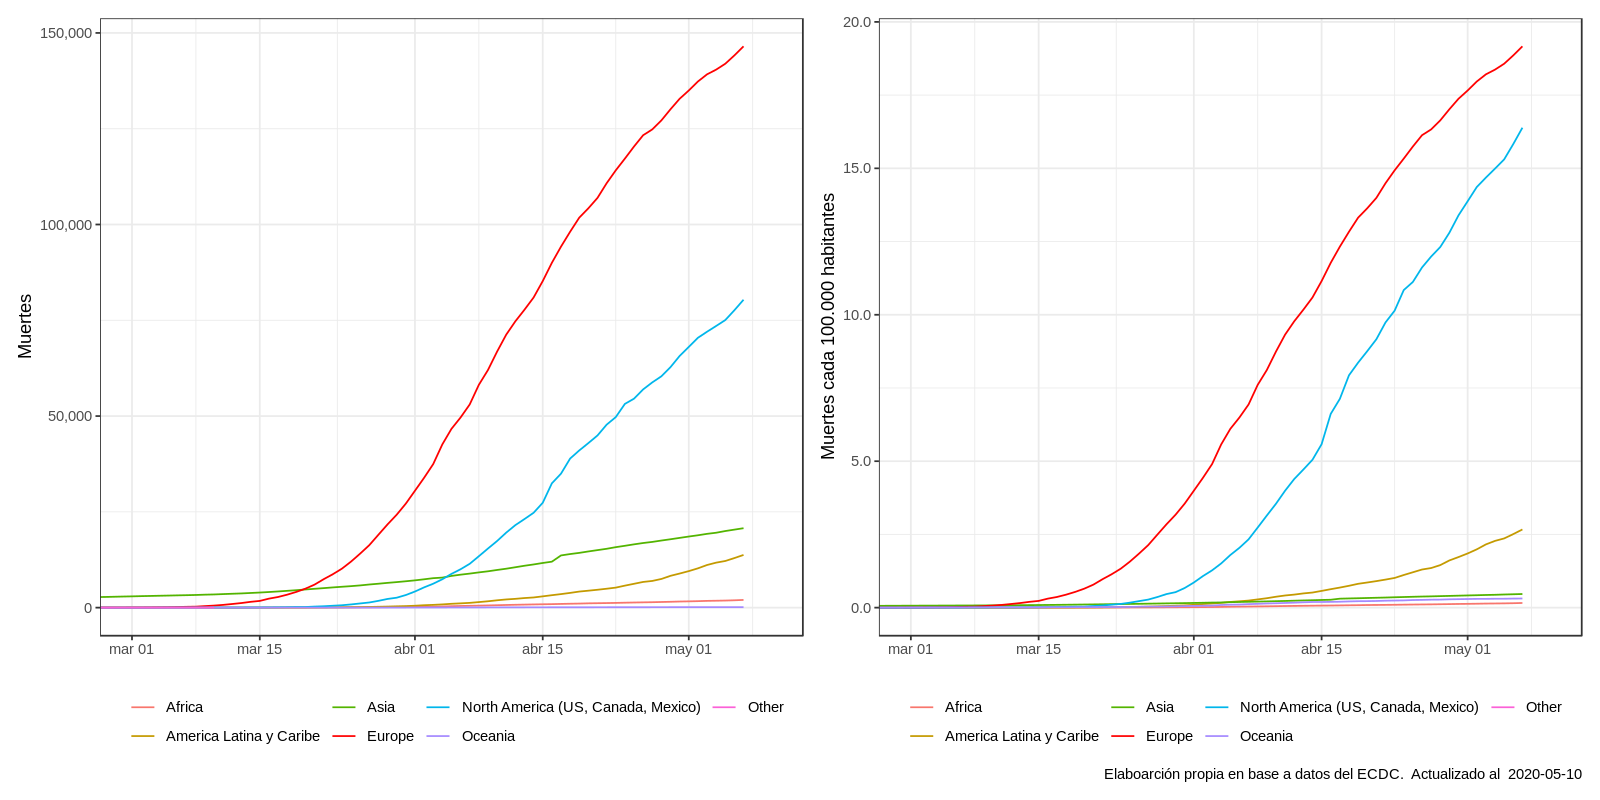 150,000
100,000
50,000
0
Muertes
mar 01 mar 15 abr 01 abr 15 may 01
Africa Asia North America (US, Canada, Mexico) Other
America Latina y Caribe Europe Oceania
20.0
15.0
10.0
5.0
0.0
Muertes cada 100.000 habitantes
mar 01 mar 15 abr 01 abr 15 may 01
Africa Asia North America (US, Canada, Mexico) Other
America Latina y Caribe Europe Oceania
Elaboarción propia en base a datos del ECDC. Actualizado al 2020-05-10